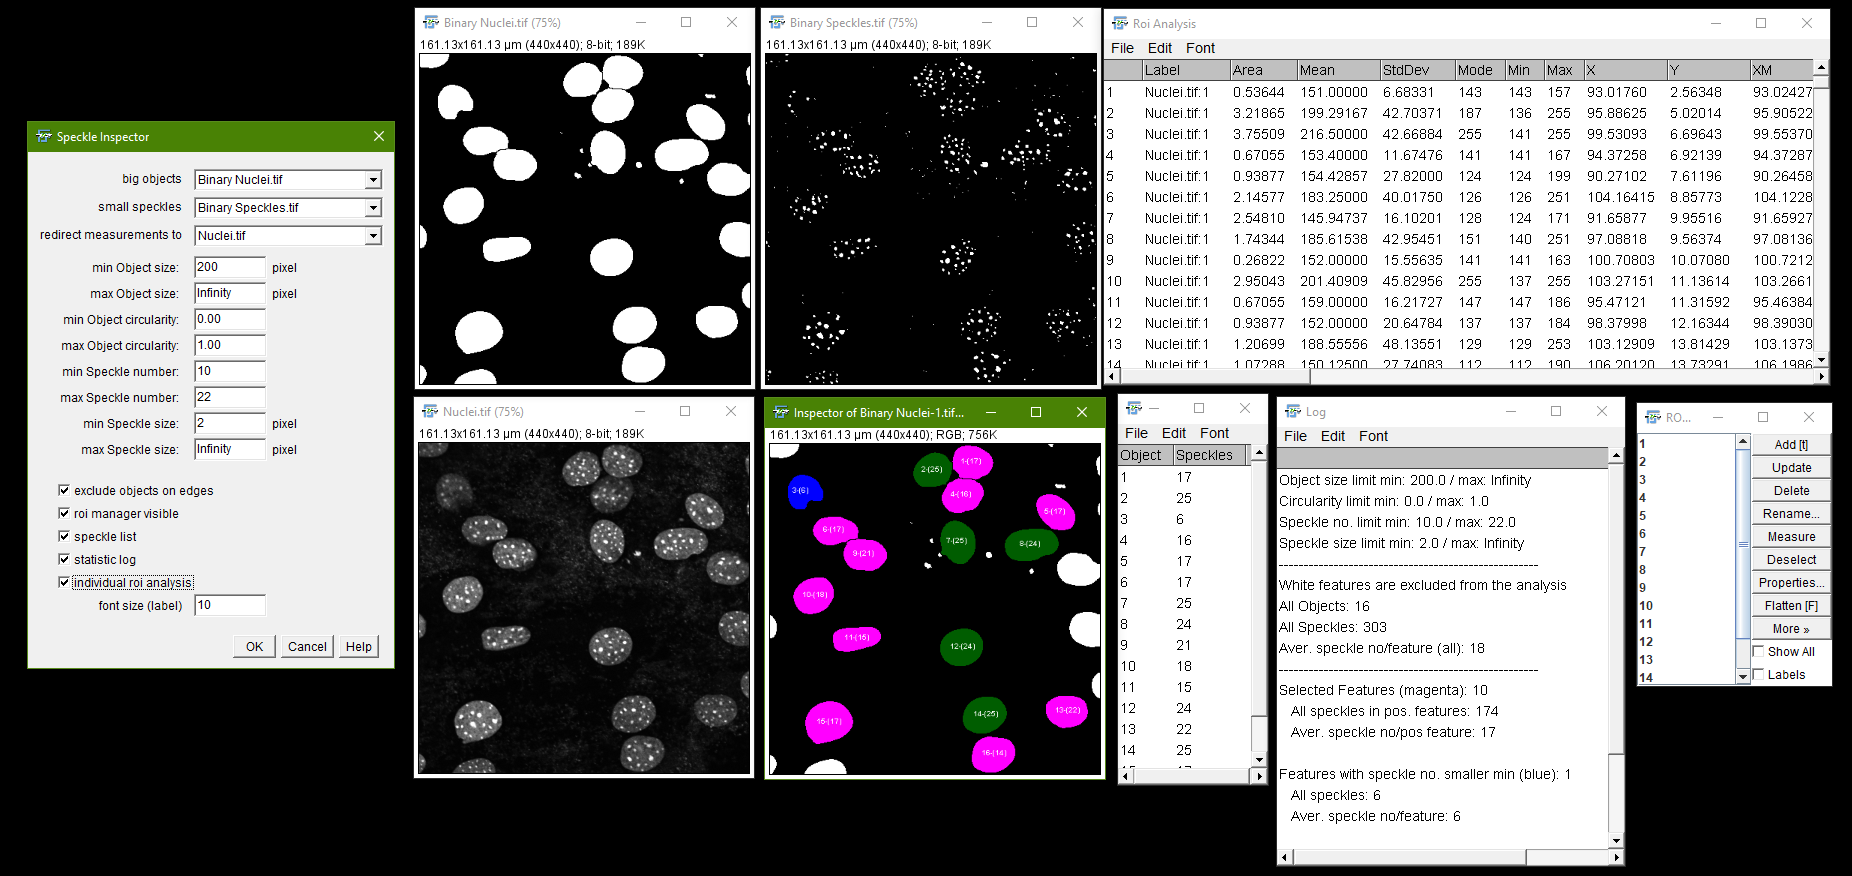 Speckle Inspector
big objects Binary Nuclei.tif
small speckles Binary Speckles.tif
redirect measurements to Nuclei.tif
min Object size: 200 pixel
max Object size: Infinity pixel
min Object circularity: 0.00
max Object circularity: 1.00
min Speckle number: 10
max Speckle number: 22
min Speckle size: 2 pixel
max Speckle size: Infinity pixel
exclude objects on edges
roi manager visible
speckle list
statistic log
individual roi analysis
font size (label) 10
OK Cancel Help
Binary Nuclei.tif (75%)
161.13x161.13 µm (440x440); 8-bit; 189K
Binary Speckles.tif (75%)
161.13x161.13 µm (440x440); 8-bit; 189K
Roi Analysis
File Edit Font
Label Area Mean StdDev Mode Min Max X Y XM
1 Nuclei.tif:1 0.53644 151.00000 6.68331 143 143 157 93.01760 2.56348 93.02427
2 Nuclei.tif:1 3.21865 199.29167 42.70371 187 136 255 95.88625 5.02014 95.90522
3 Nuclei.tif:1 3.75509 216.50000 42.66884 255 141 255 99.53093 6.69643 99.55370
4 Nuclei.tif:1 0.67055 153.40000 11.67476 141 141 167 94.37258 6.92139 94.37287
5 Nuclei.tif:1 0.93877 154.42857 27.82000 124 124 199 90.27102 7.61196 90.26458
6 Nuclei.tif:1 2.14577 183.25000 40.01750 126 126 251 104.16415 8.85773 104.1228
7 Nuclei.tif:1 2.54810 145.94737 16.10201 128 124 171 91.65877 9.95516 91.65927
8 Nuclei.tif:1 1.74344 185.61538 42.95451 151 140 251 97.08818 9.56374 97.08136
9 Nuclei.tif:1 0.26822 152.00000 15.55635 141 141 163 100.70803 10.07080 100.7212
10 Nuclei.tif:1 2.95043 201.40909 45.82956 255 137 255 103.27151 11.13614 103.2661
11 Nuclei.tif:1 0.67055 159.00000 16.21727 147 147 186 95.47121 11.31592 95.46384
12 Nuclei.tif:1 0.93877 152.00000 20.64784 137 137 184 98.37998 12.16344 98.39030
13 Nuclei.tif:1 1.20699 188.55556 48.13551 129 129 253 103.12909 13.81429 103.1373
14 Nuclei.tif:1 1.07288 150.12500 27.74083 112 112 190 106.20120 13.73291 106.1986
Nuclei.tif (75%)
161.13x161.13 µm (440x440); 8-bit; 189K
Inspector of Binary Nuclei-1.tif...
161.13x161.13 µm (440x440); RGB; 756K
1-(17)
2-(25)
3-(6)
4-(16)
5-(17)
6-(17)
7-(25)
8-(24)
9-(21)
10-(18)
11-(15)
12-(24)
13-(22)
14-(25)
15-(17)
16-(14)
File Edit Font
Object Speckles
1 17
2 25
3 6
4 16
5 17
6 17
7 25
8 24
9 21
10 18
11 15
12 24
13 22
14 25
Log
File Edit Font
Object size limit min: 200.0 / max: Infinity
Circularity limit min: 0.0 / max: 1.0
Speckle no. limit min: 10.0 / max: 22.0
Speckle size limit min: 2.0 / max: Infinity
-----------------------------------------------------
White features are excluded from the analysis
All Objects: 16
All Speckles: 303
Aver. speckle no/feature (all): 18
-----------------------------------------------------
Selected Features (magenta): 10
All speckles in pos. features: 174
Aver. speckle no/pos feature: 17
Features with speckle no. smaller min (blue): 1
All speckles: 6
Aver. speckle no/feature: 6
RO...
1
2
3
4
5
6
7
8
9
10
11
12
13
14
Add [t]
Update
Delete
Rename...
Measure
Deselect
Properties...
Flatten [F]
More »
Show All
Labels